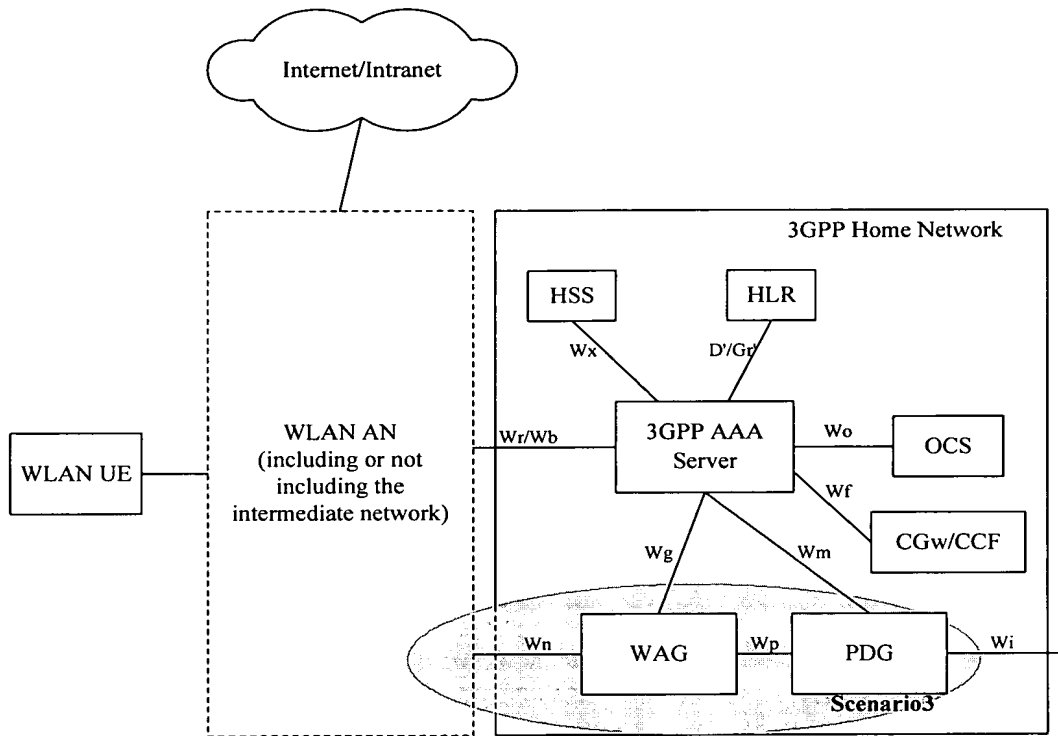 Internet/Intranet
3GPP Home Network
HSS
HLR
Wx
D'/Gr'
WLAN UE
WLAN AN
(including or not
including the
intermediate network)
Wr/Wb
3GPP AAA
Server
Wo
OCS
Wf
CGw/CCF
Wg
Wm
Wn
WAG
Wp
PDG
Wi
Scenario3